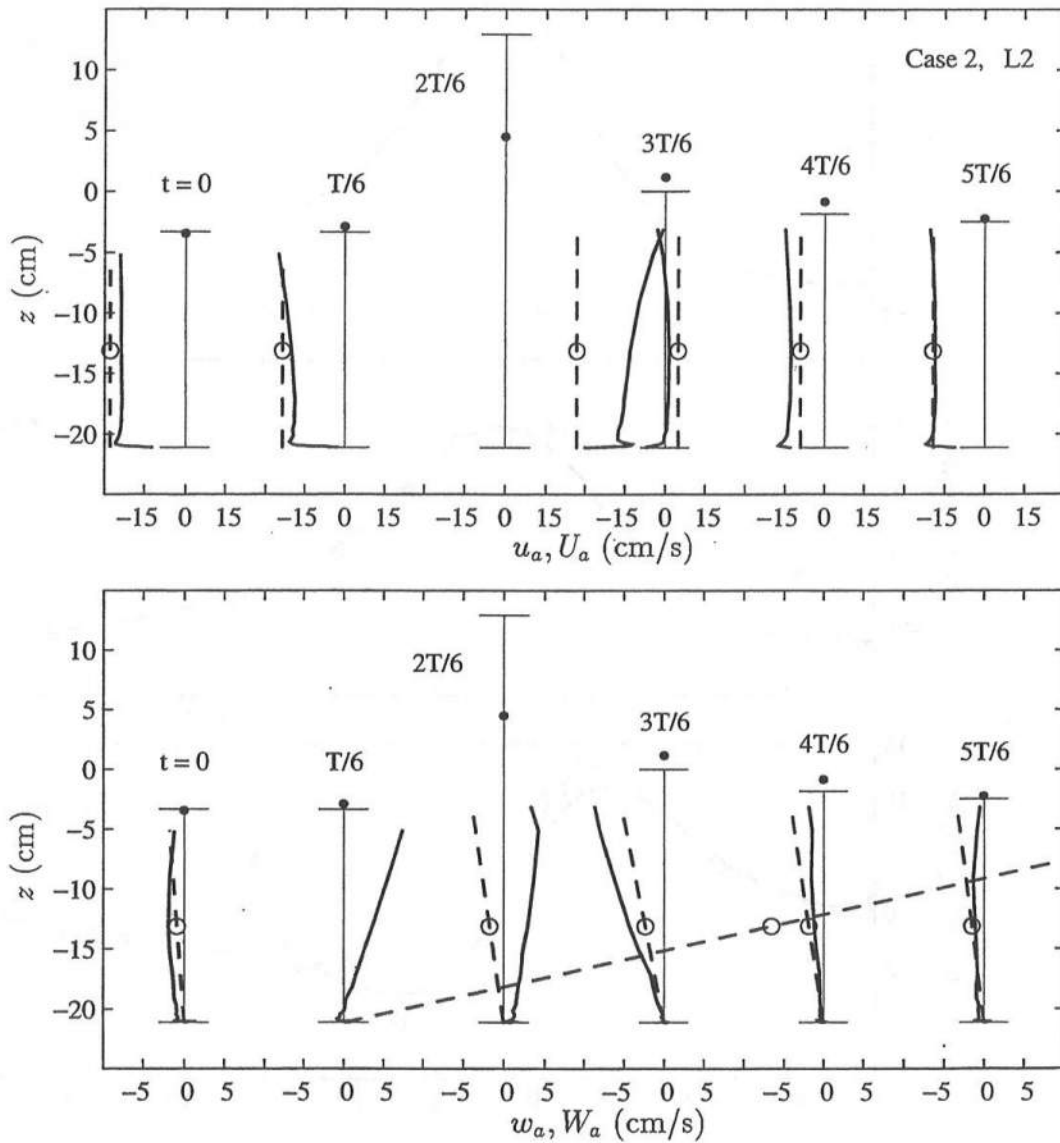 Case 2, L2
10
2T/6
5
3T/6
0
t = 0
T/6
4T/6
5T/6
−5
z (cm)
−10
−15
−20
−15 0 15 −15 0 15 −15 0 15 −15 0 15 −15 0 15 −15 0 15
u_a, U_a (cm/s)
10
2T/6
5
3T/6
0
t = 0
T/6
4T/6
5T/6
−5
z (cm)
−10
−15
−20
−5 0 5 −5 0 5 −5 0 5 −5 0 5 −5 0 5 −5 0 5
w_a, W_a (cm/s)